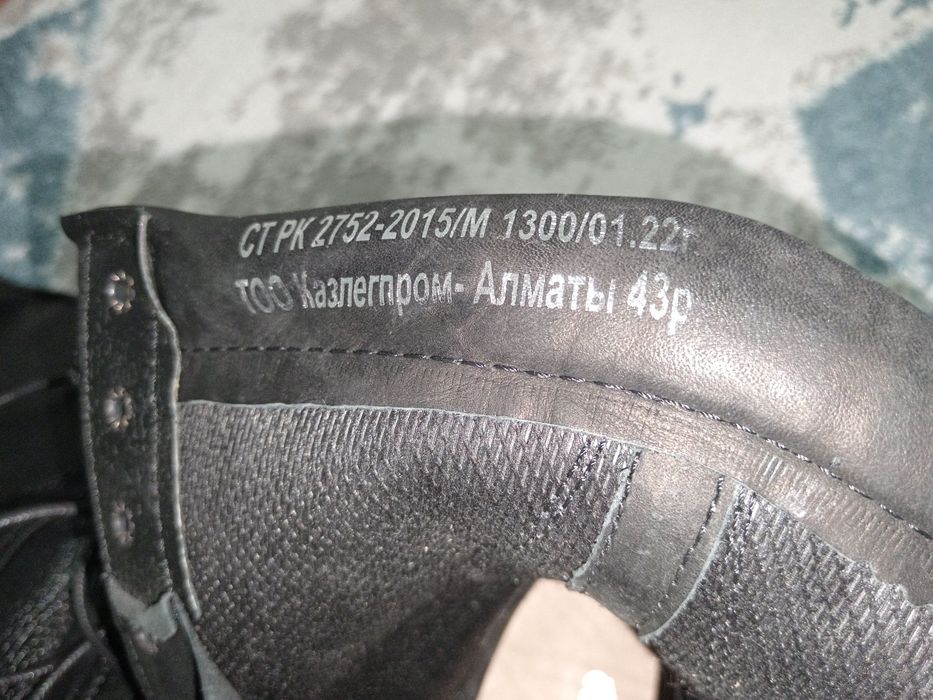 СТ РК 2752-2015/М 1300/01.22г
ТОО Казлегпром- Алматы 43р